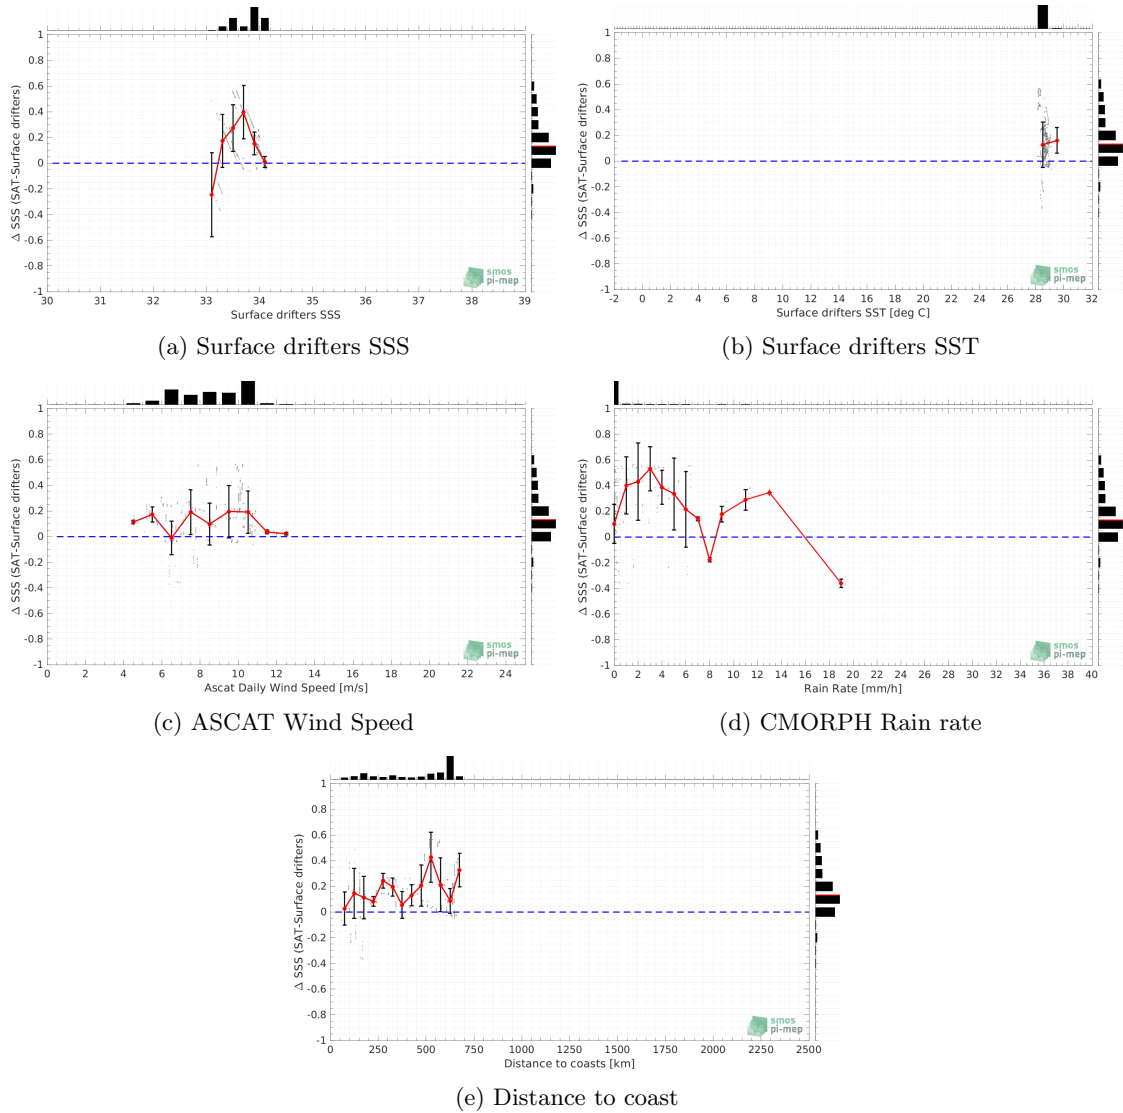 1
0.8
0.6
0.4
0.2
0
-0.2
-0.4
-0.6
-0.8
-1
Δ SSS (SAT-Surface drifters)
30 31 32 33 34 35 36 37 38 39
Surface drifters SSS
smos
pi-mep
(a) Surface drifters SSS
1
0.8
0.6
0.4
0.2
0
-0.2
-0.4
-0.6
-0.8
-1
Δ SSS (SAT-Surface drifters)
-2 0 2 4 6 8 10 12 14 16 18 20 22 24 26 28 30 32
Surface drifters SST [deg C]
smos
pi-mep
(b) Surface drifters SST
1
0.8
0.6
0.4
0.2
0
-0.2
-0.4
-0.6
-0.8
-1
Δ SSS (SAT-Surface drifters)
0 2 4 6 8 10 12 14 16 18 20 22 24
Ascat Daily Wind Speed [m/s]
smos
pi-mep
(c) ASCAT Wind Speed
1
0.8
0.6
0.4
0.2
0
-0.2
-0.4
-0.6
-0.8
-1
Δ SSS (SAT-Surface drifters)
0 2 4 6 8 10 12 14 16 18 20 22 24 26 28 30 32 34 36 38 40
Rain Rate [mm/h]
smos
pi-mep
(d) CMORPH Rain rate
1
0.8
0.6
0.4
0.2
0
-0.2
-0.4
-0.6
-0.8
-1
Δ SSS (SAT-Surface drifters)
0 250 500 750 1000 1250 1500 1750 2000 2250 2500
Distance to coasts [km]
smos
pi-mep
(e) Distance to coast